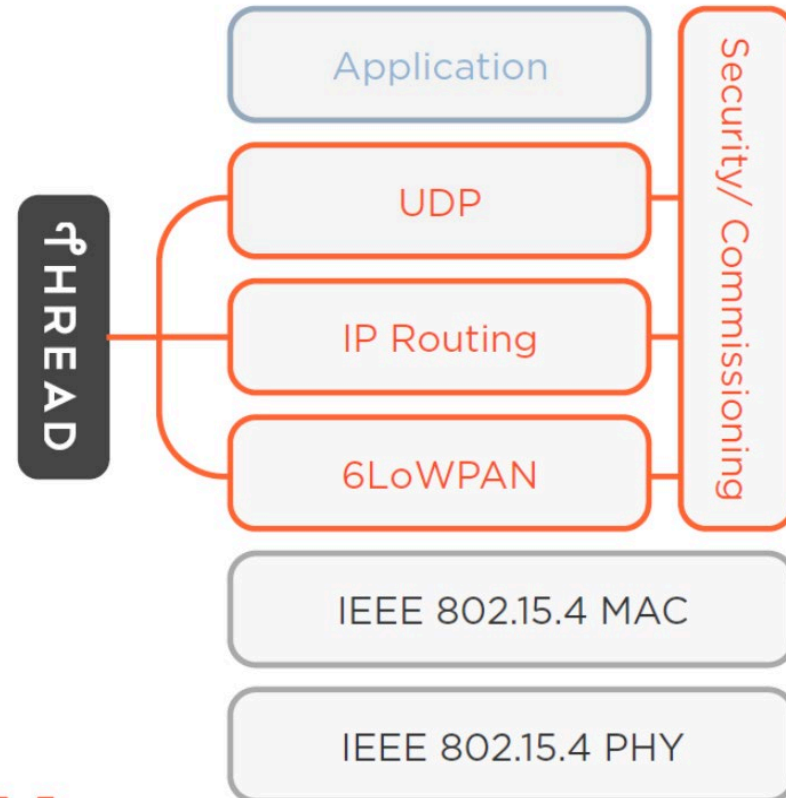 Application
Security/ Commissioning
UDP
THREAD
IP Routing
6LoWPAN
IEEE 802.15.4 MAC
IEEE 802.15.4 PHY